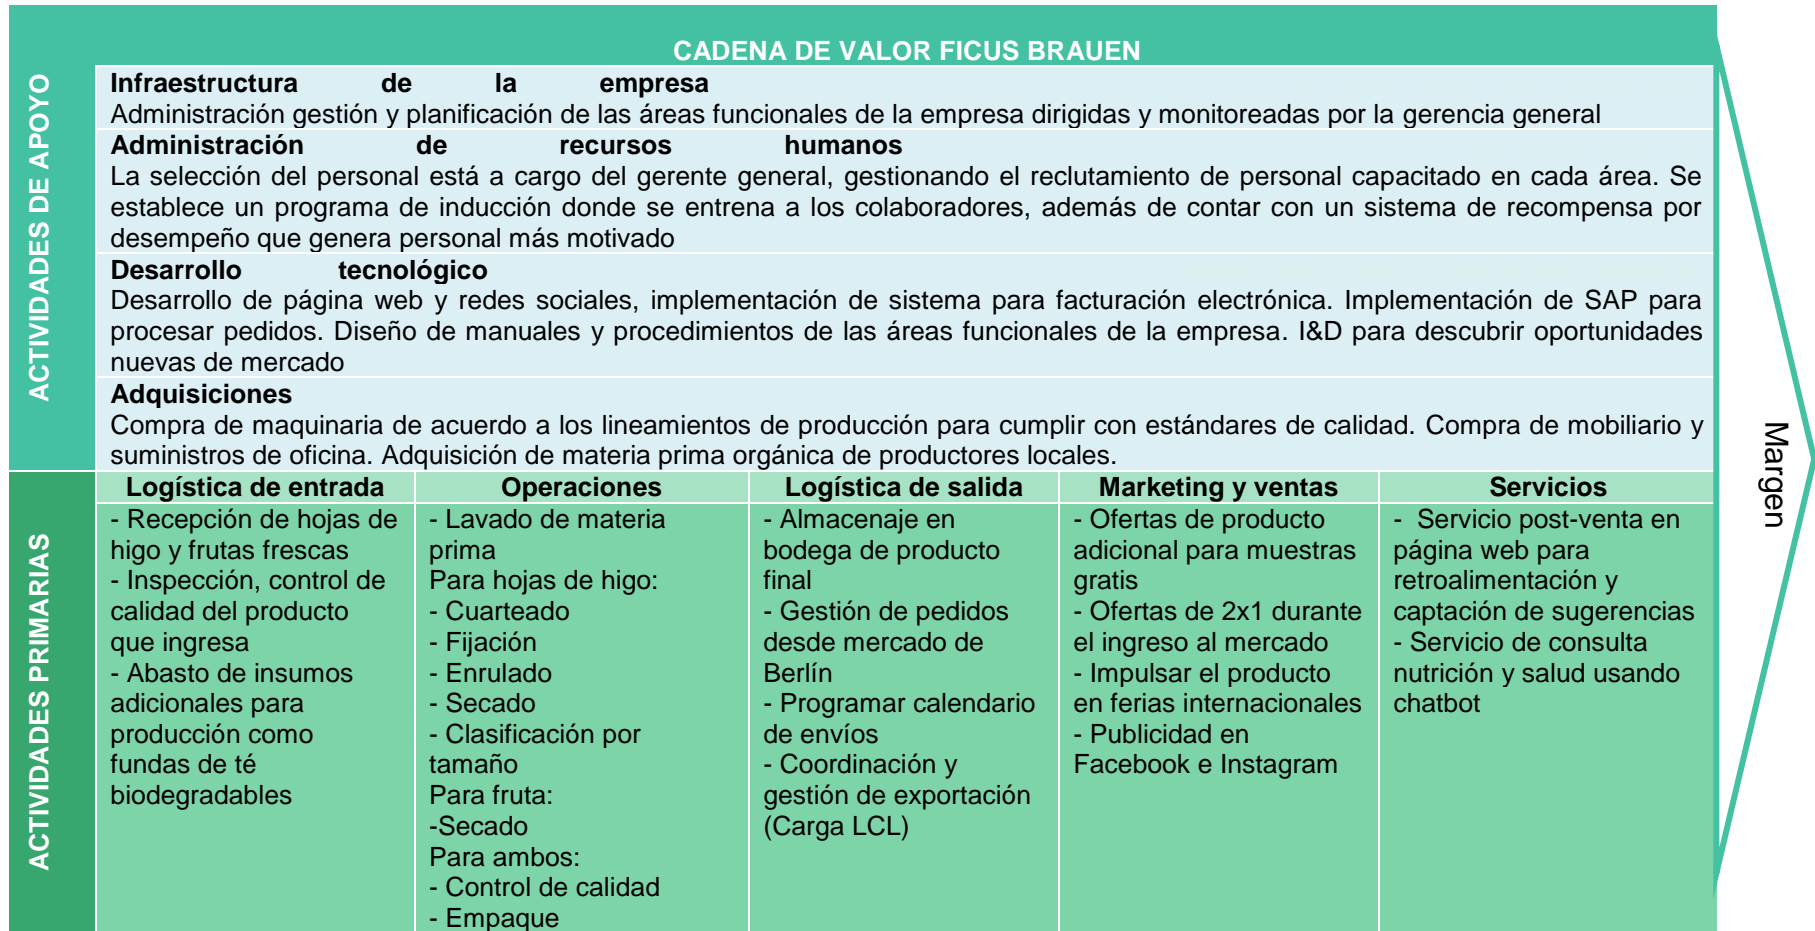 CADENA DE VALOR FICUS BRAUEN
ACTIVIDADES DE APOYO
Infraestructura de la empresa
Administración gestión y planificación de las áreas funcionales de la empresa dirigidas y monitoreadas por la gerencia general
Administración de recursos humanos
La selección del personal está a cargo del gerente general, gestionando el reclutamiento de personal capacitado en cada área. Se
establece un programa de inducción donde se entrena a los colaboradores, además de contar con un sistema de recompensa por
desempeño que genera personal más motivado
Desarrollo tecnológico
Desarrollo de página web y redes sociales, implementación de sistema para facturación electrónica. Implementación de SAP para
procesar pedidos. Diseño de manuales y procedimientos de las áreas funcionales de la empresa. I&D para descubrir oportunidades
nuevas de mercado
Adquisiciones
Compra de maquinaria de acuerdo a los lineamientos de producción para cumplir con estándares de calidad. Compra de mobiliario y
suministros de oficina. Adquisición de materia prima orgánica de productores locales.
ACTIVIDADES PRIMARIAS
Logística de entrada
- Recepción de hojas de
higo y frutas frescas
- Inspección, control de
calidad del producto
que ingresa
- Abasto de insumos
adicionales para
producción como
fundas de té
biodegradables
Operaciones
- Lavado de materia
prima
Para hojas de higo:
- Cuarteado
- Fijación
- Enrulado
- Secado
- Clasificación por
tamaño
Para fruta:
-Secado
Para ambos:
- Control de calidad
- Empaque
Logística de salida
- Almacenaje en
bodega de producto
final
- Gestión de pedidos
desde mercado de
Berlín
- Programar calendario
de envíos
- Coordinación y
gestión de exportación
(Carga LCL)
Marketing y ventas
- Ofertas de producto
adicional para muestras
gratis
- Ofertas de 2x1 durante
el ingreso al mercado
- Impulsar el producto
en ferias internacionales
- Publicidad en
Facebook e Instagram
Servicios
- Servicio post-venta en
página web para
retroalimentación y
captación de sugerencias
- Servicio de consulta
nutrición y salud usando
chatbot
Margen